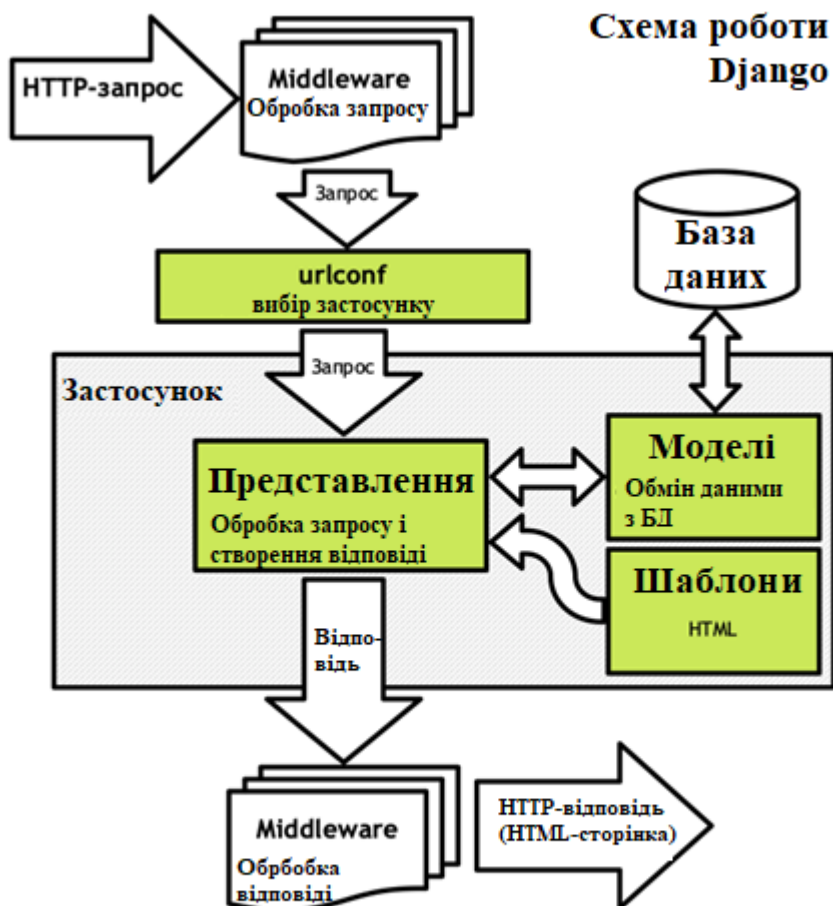 Схема роботи
Django
HTTP-запрос
Middleware
Обробка запросу
Запрос
urlconf
вибір застосунку
База
даних
Запрос
Застосунок
Представлення
Обробка запросу і
створення відповіді
Моделі
Обмін даними
з БД
Шаблони
HTML
Відпо-
відь
Middleware
Обрбобка
відповіді
HTTP-відповідь
(HTML-сторінка)